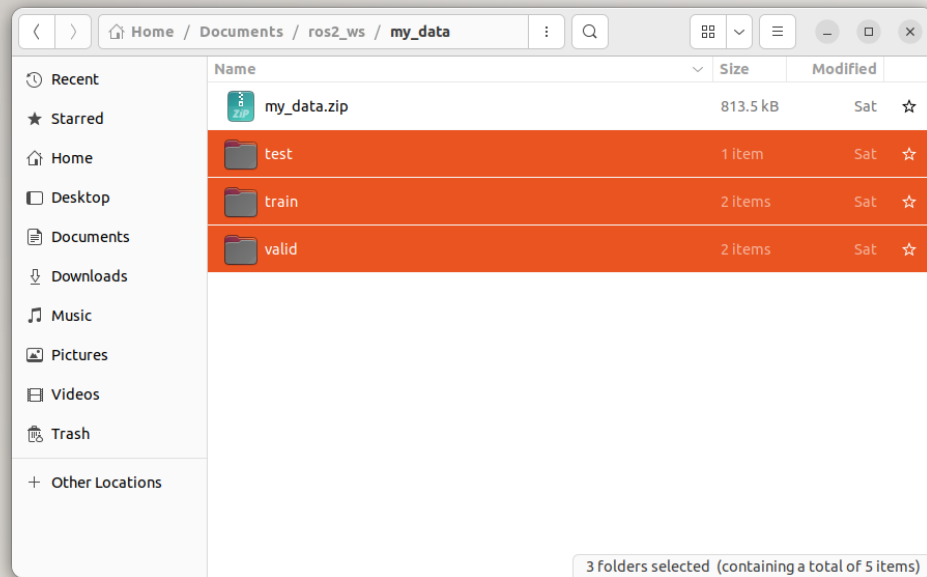 Home / Documents / ros2_ws / my_data
Name Size Modified
Recent
ZIP my_data.zip 813.5 kB Sat
Starred
test 1 item Sat
Home
train 2 items Sat
Desktop
Documents
valid 2 items Sat
Downloads
Music
Pictures
Videos
Trash
Other Locations
3 folders selected (containing a total of 5 items)